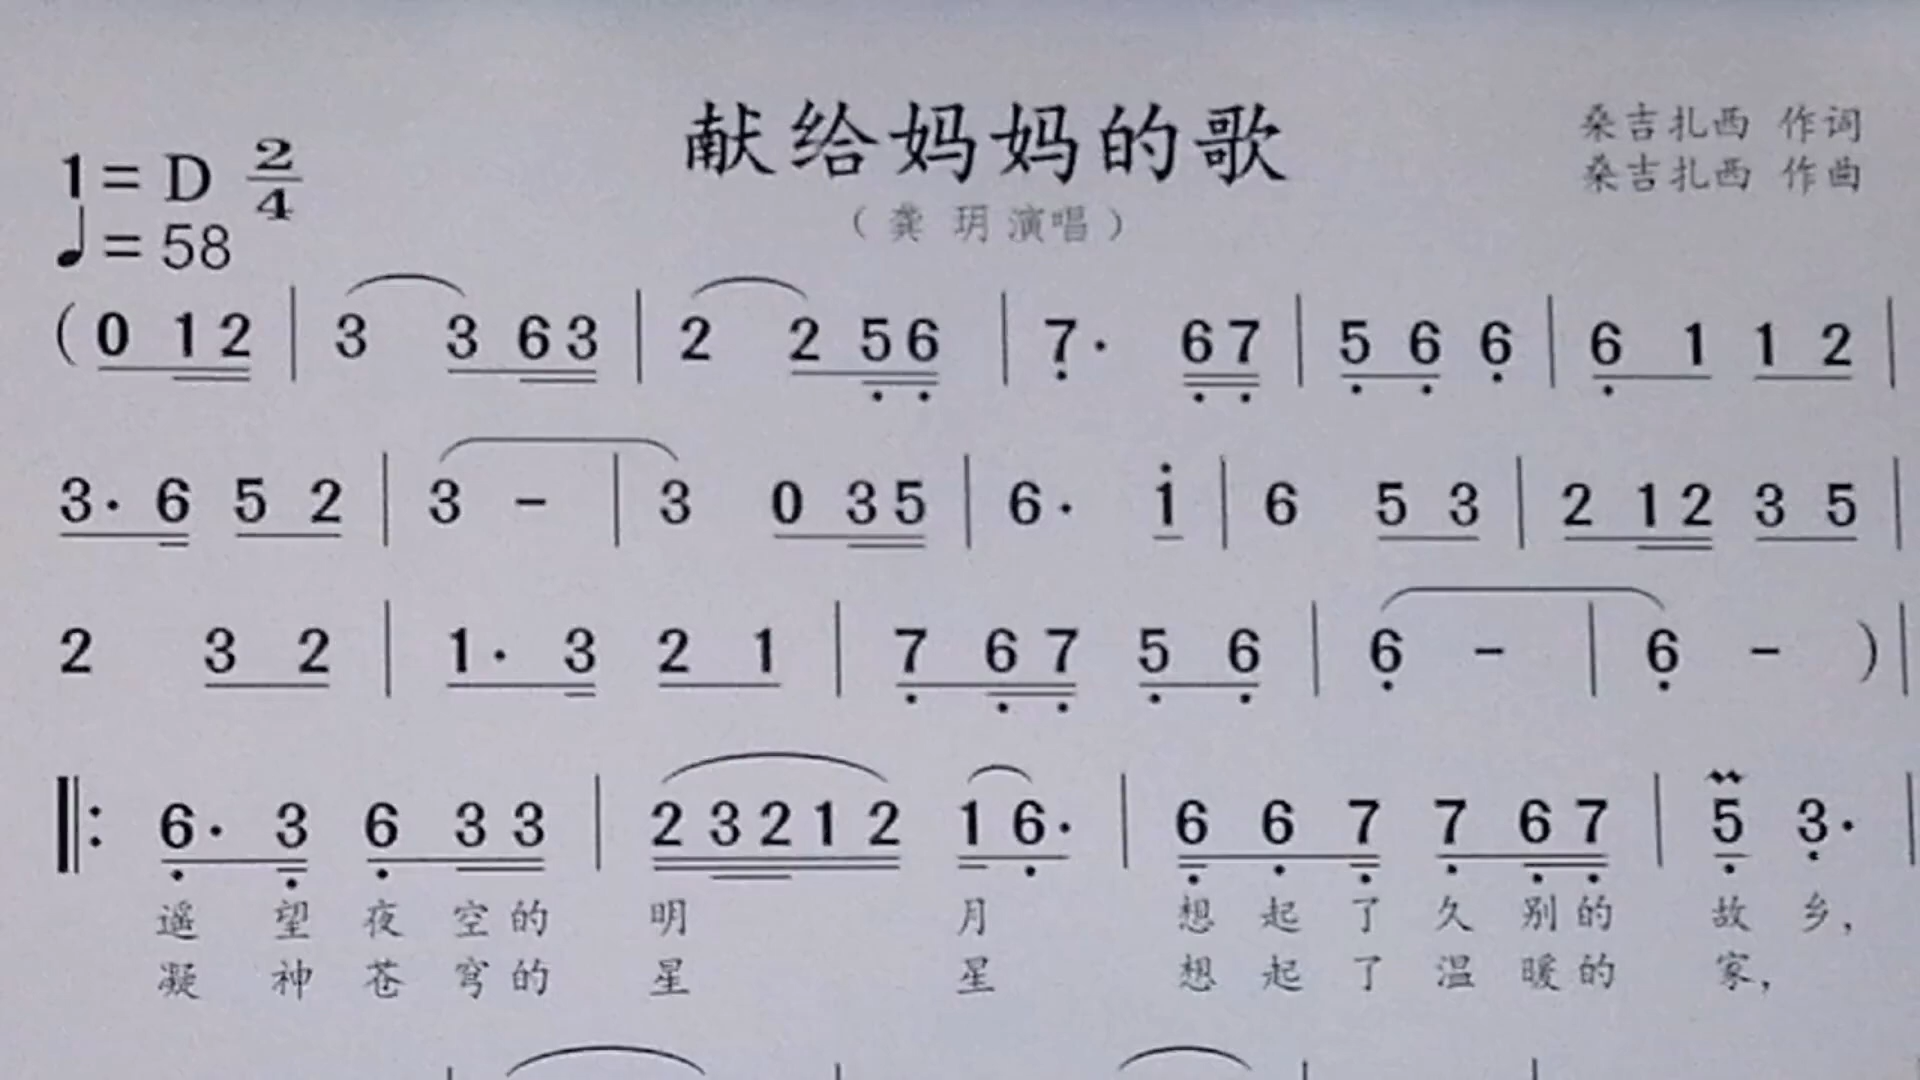 献给妈妈的歌
桑吉扎西 作词
桑吉扎西 作曲
1= D 2/4
♩= 58
（龚 玥 演唱）
(0 12 | 3 3 63 | 2 2 56 | 7· 67 | 5 6 6 | 6 1 1 2 |
3· 6 5 2 | 3 - | 3 0 35 | 6· i | 6 5 3 | 2 12 3 5 |
2 3 2 | 1· 3 2 1 | 7 67 5 6 | 6 - | 6 - )|
‖: 6· 3 6 33 | 23212 16· | 6 6 7 7 67 | 5 3· |
遥 望 夜 空 的 明 月 想 起 了 久 别 的 故 乡，
凝 神 苍 穹 的 星 星 想 起 了 温 暖 的 家，